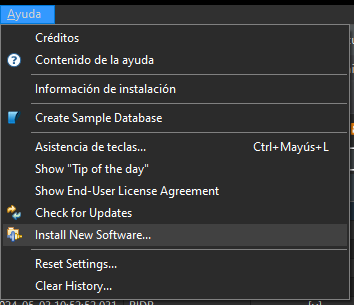 Ayuda
Créditos
Contenido de la ayuda
Información de instalación
Create Sample Database
Asistencia de teclas... Ctrl+Mayús+L
Show "Tip of the day"
Show End-User License Agreement
Check for Updates
Install New Software...
Reset Settings...
Clear History...